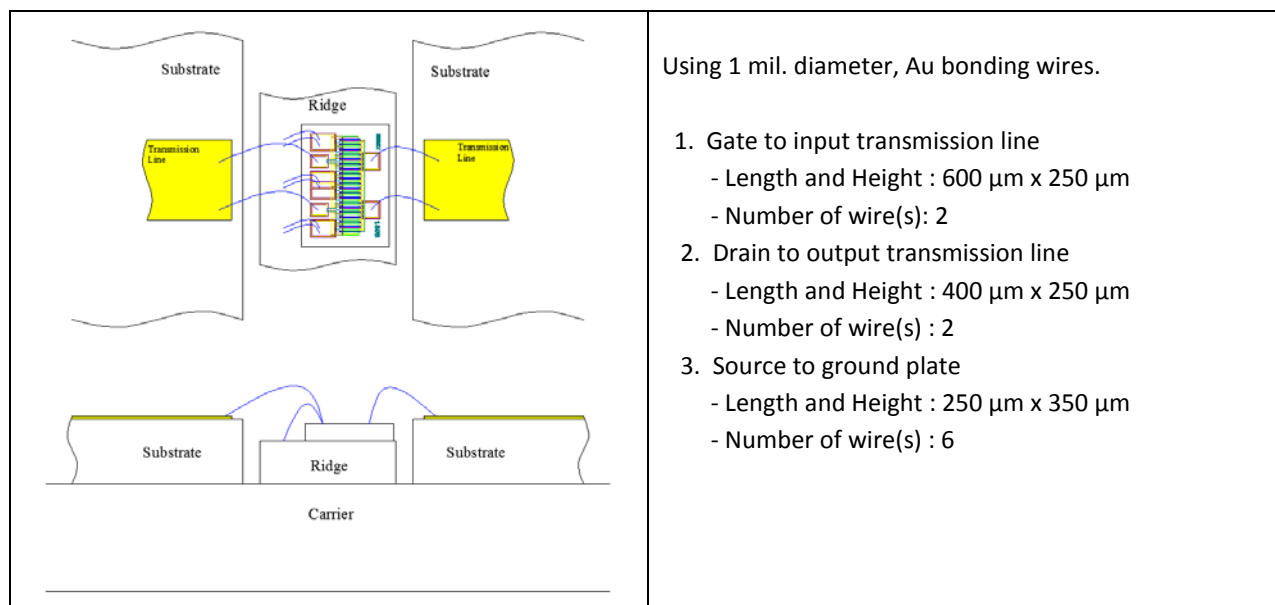 Substrate
Substrate
Ridge
Transmission
Line
Transmission
Line
Substrate
Ridge
Substrate
Carrier
Using 1 mil. diameter, Au bonding wires.
1. Gate to input transmission line
- Length and Height : 600 µm x 250 µm
- Number of wire(s): 2
2. Drain to output transmission line
- Length and Height : 400 µm x 250 µm
- Number of wire(s) : 2
3. Source to ground plate
- Length and Height : 250 µm x 350 µm
- Number of wire(s) : 6